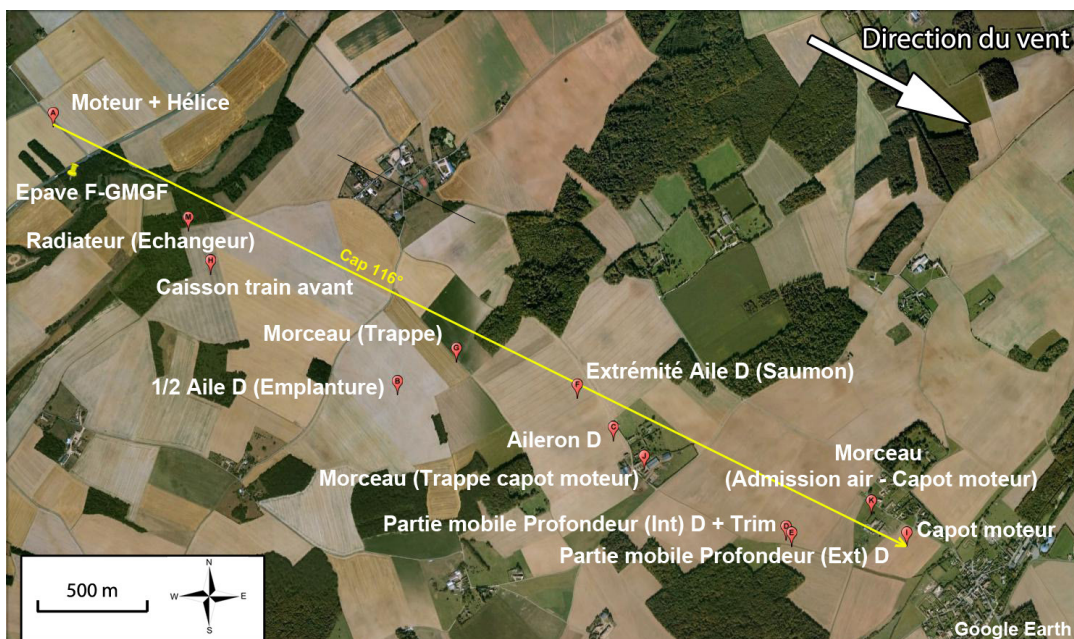 Direction du vent
A
Moteur + Hélice
Epave F-GMGF
M
Radiateur (Echangeur)
H
Caisson train avant
Cap 116°
Morceau (Trappe)
G
1/2 Aile D (Emplanture)
B
Extrémité Aile D (Saumon)
F
Aileron D
C
Morceau (Trappe capot moteur)
J
Morceau
(Admission air - Capot moteur)
K
Partie mobile Profondeur (Int) D + Trim
D
E
Partie mobile Profondeur (Ext) D
I
Capot moteur
500 m
N
W
E
S
Google Earth